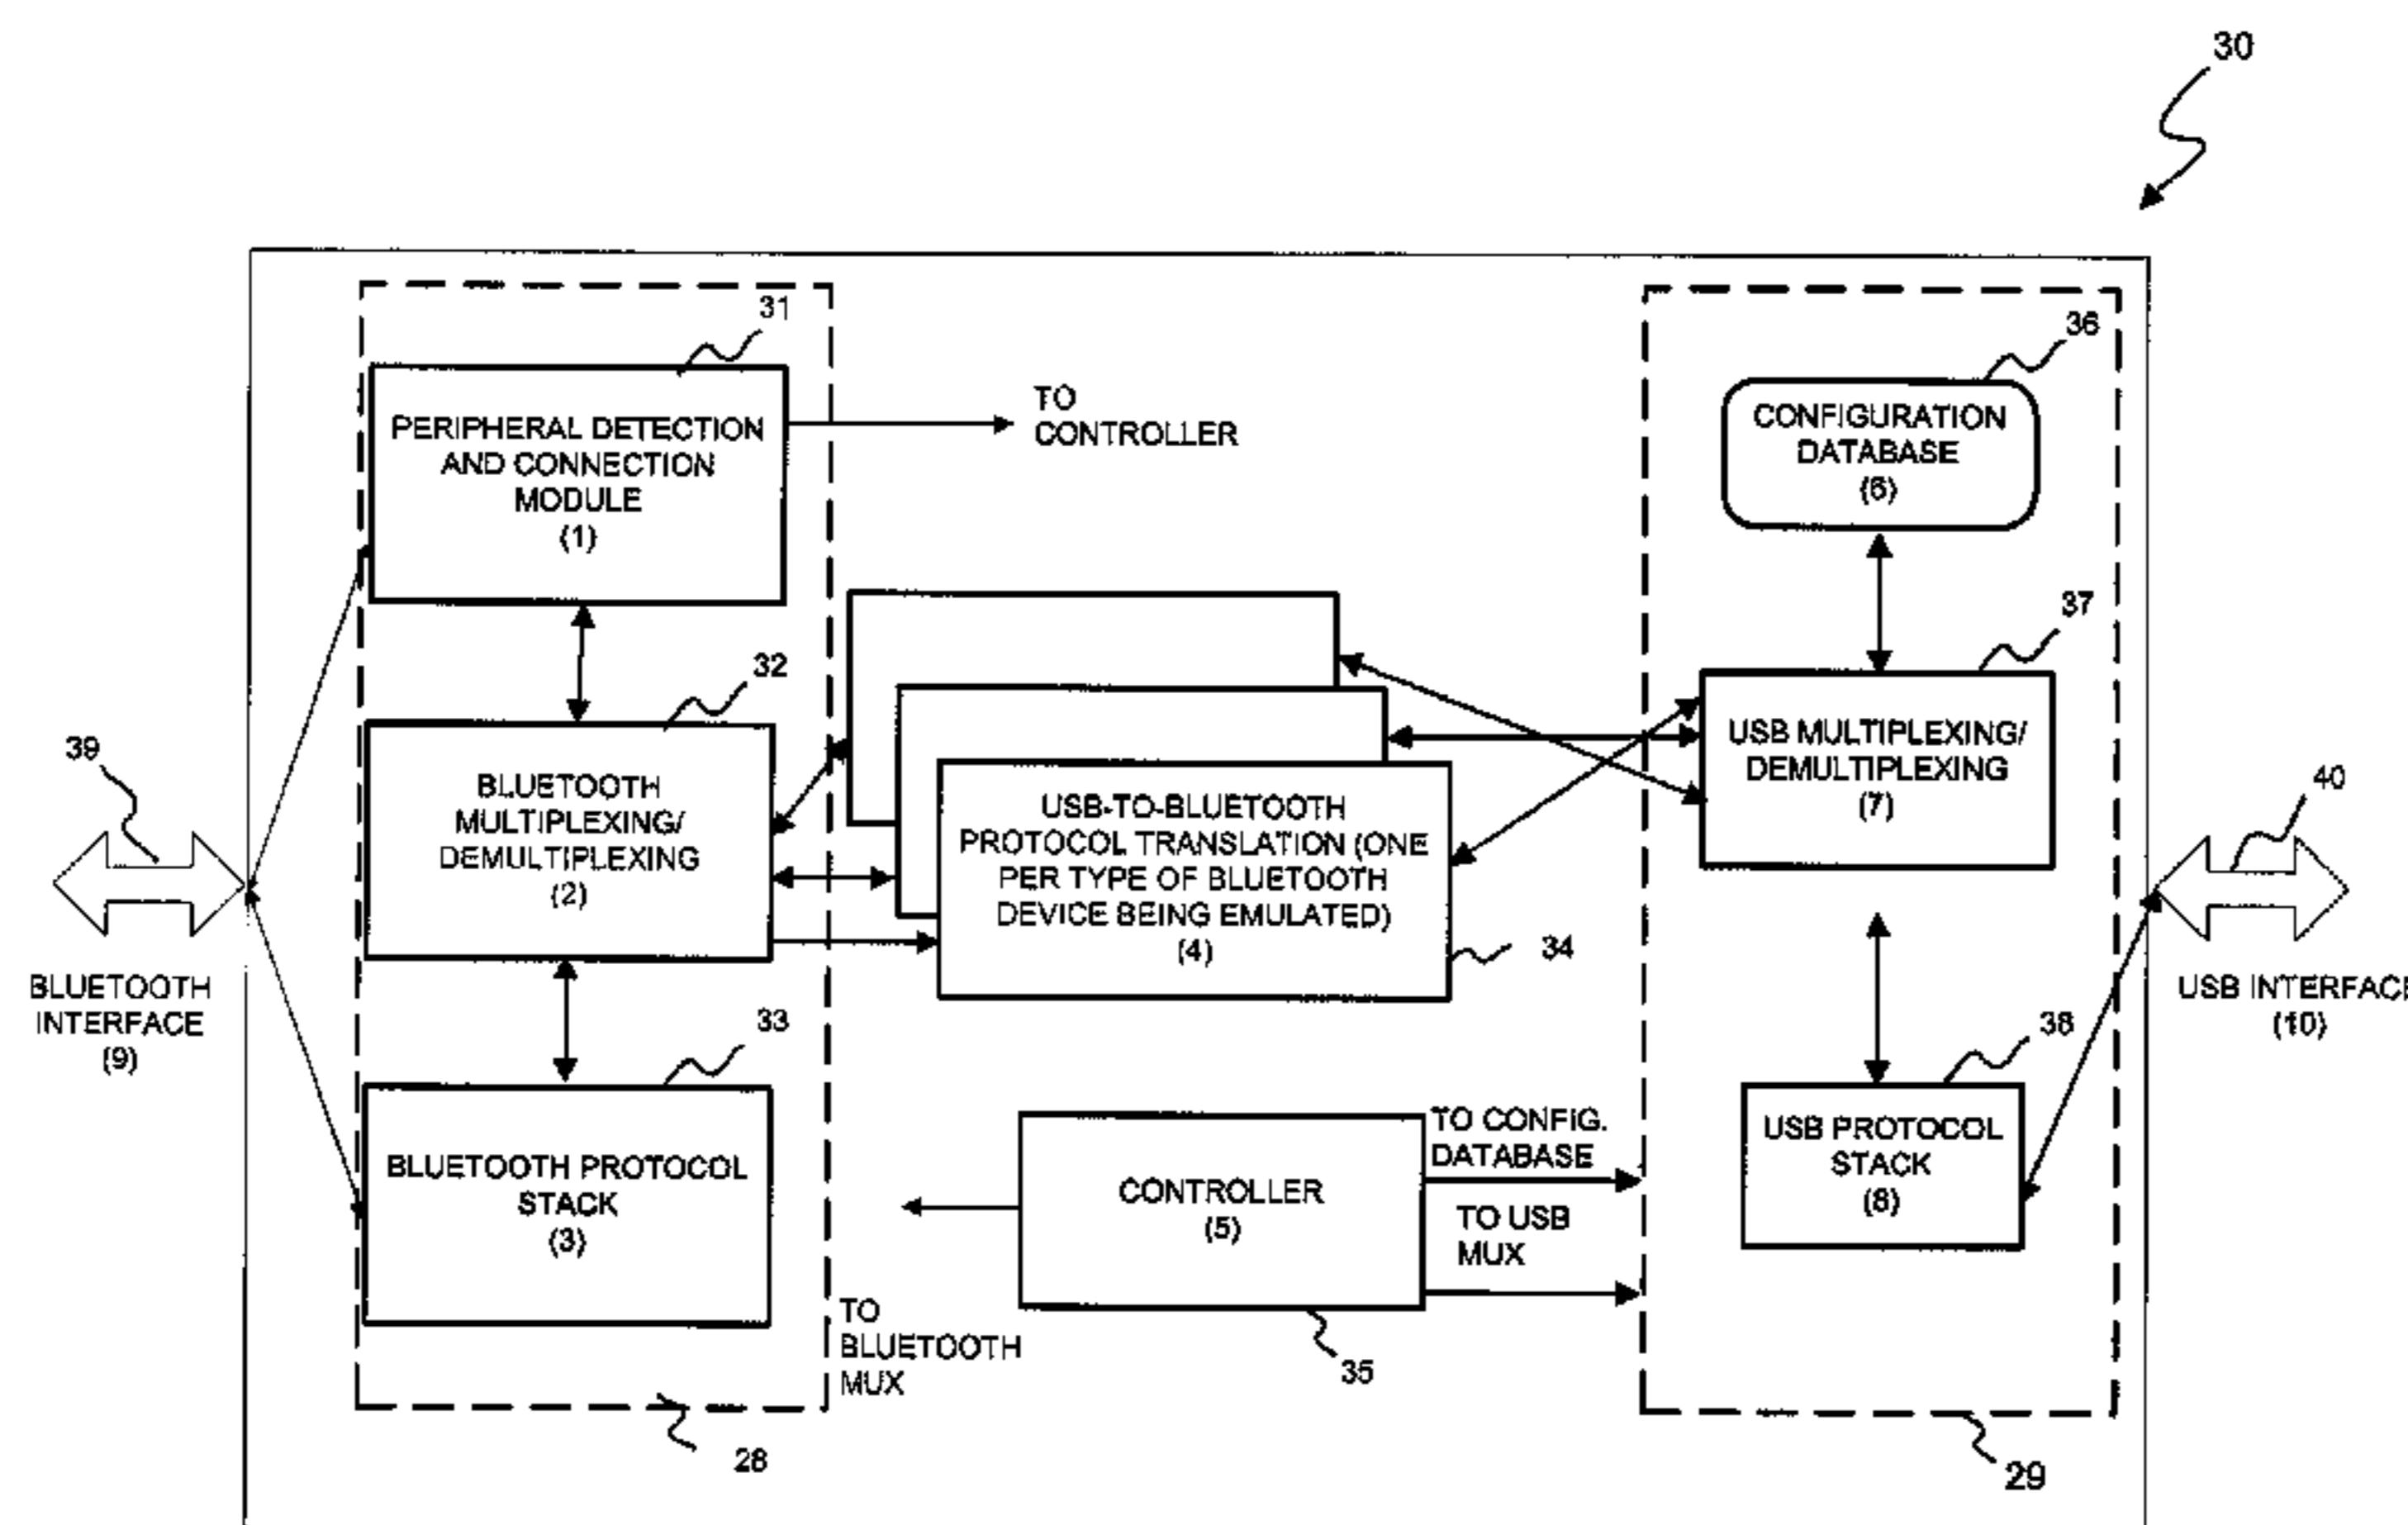 30
31
PERIPHERAL DETECTION
AND CONNECTION
MODULE
(1)
TO
CONTROLLER
36
CONFIGURATION
DATABASE
(6)
32
BLUETOOTH
MULTIPLEXING/
DEMULTIPLEXING
(2)
37
USB MULTIPLEXING/
DEMULTIPLEXING
(7)
USB-TO-BLUETOOTH
PROTOCOL TRANSLATION (ONE
PER TYPE OF BLUETOOTH
DEVICE BEING EMULATED)
(4)
34
39
BLUETOOTH
INTERFACE
(9)
40
USB INTERFACE
(10)
33
BLUETOOTH PROTOCOL
STACK
(3)
CONTROLLER
(5)
35
TO CONFIG.
DATABASE
TO USB
MUX
38
USB PROTOCOL
STACK
(8)
TO
BLUETOOTH
MUX
28
29